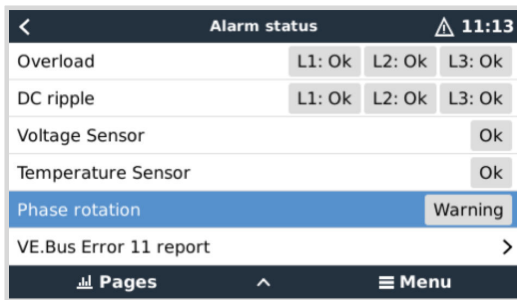 Alarm status 11:13
Overload L1: Ok L2: Ok L3: Ok
DC ripple L1: Ok L2: Ok L3: Ok
Voltage Sensor Ok
Temperature Sensor Ok
Phase rotation Warning
VE.Bus Error 11 report
Pages Menu